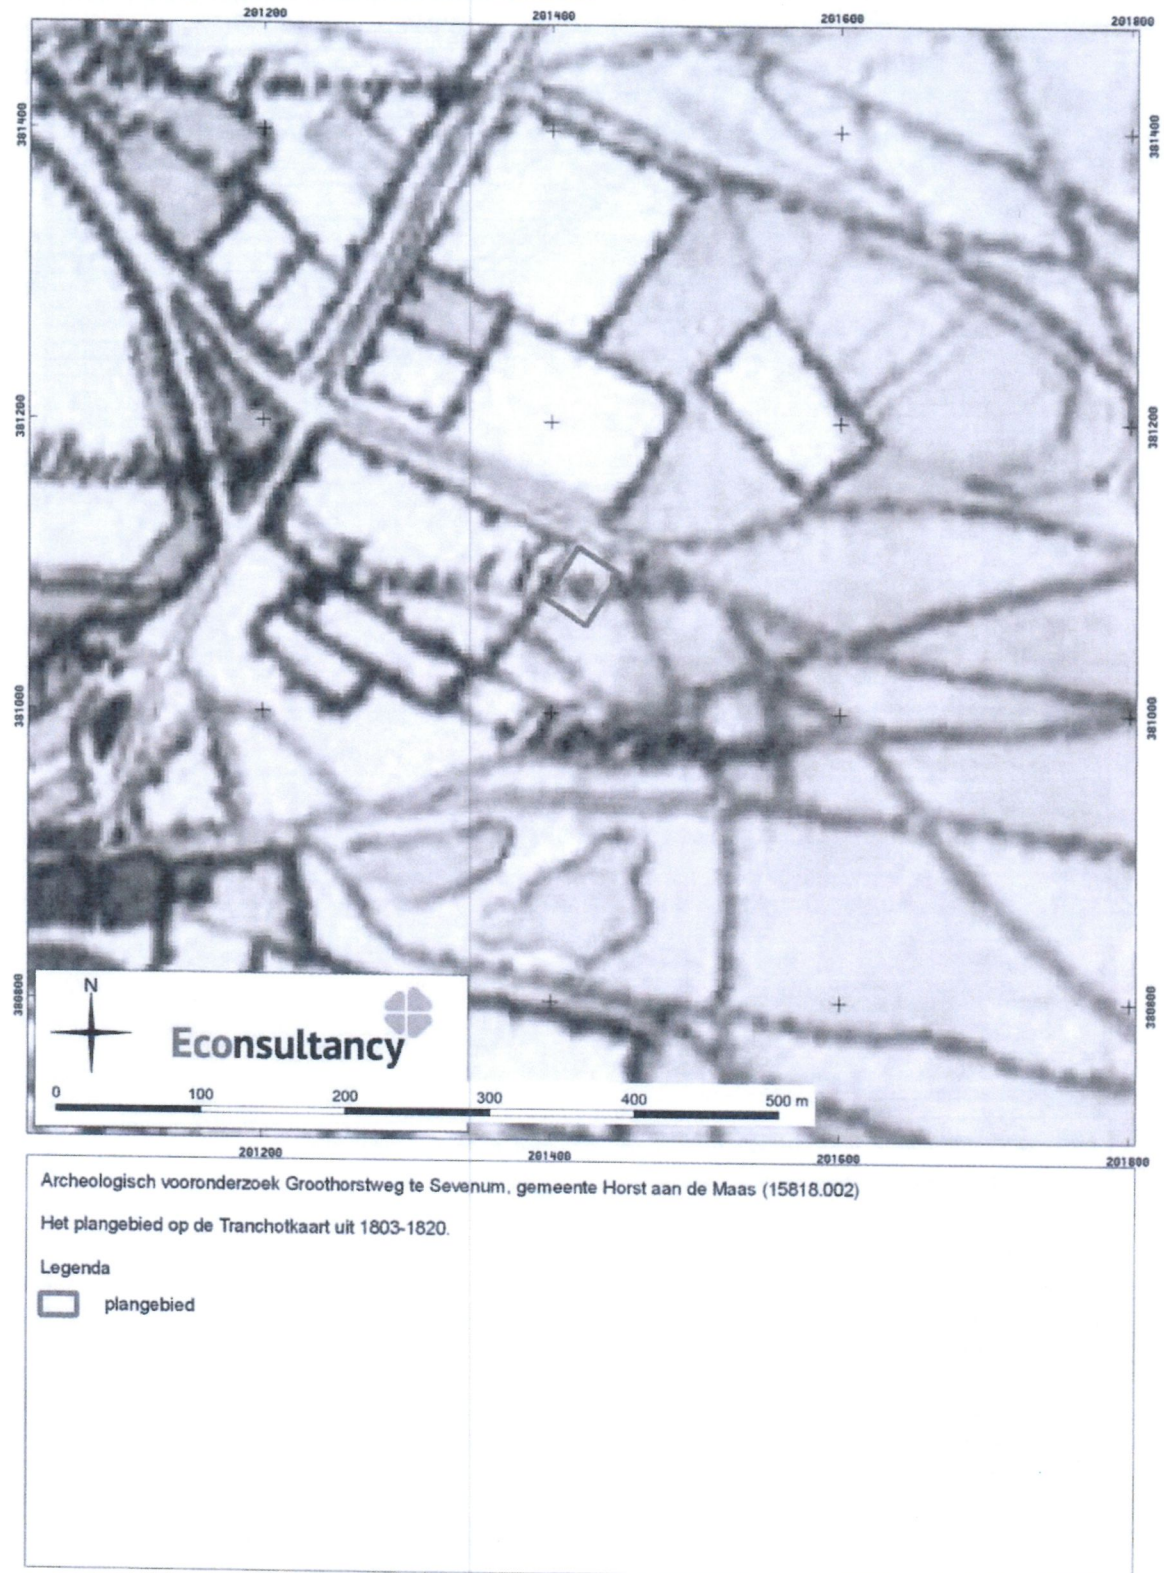 201200 201400 201600 201800
381400 381400
381200 381200
381000 381000
380800 380800
N
Econsultancy
0 100 200 300 400 500 m
201200 201400 201600 201800
Archeologisch vooronderzoek Groothorstweg te Sevenum, gemeente Horst aan de Maas (15818.002)
Het plangebied op de Tranchotkaart uit 1803-1820.
Legenda
plangebied